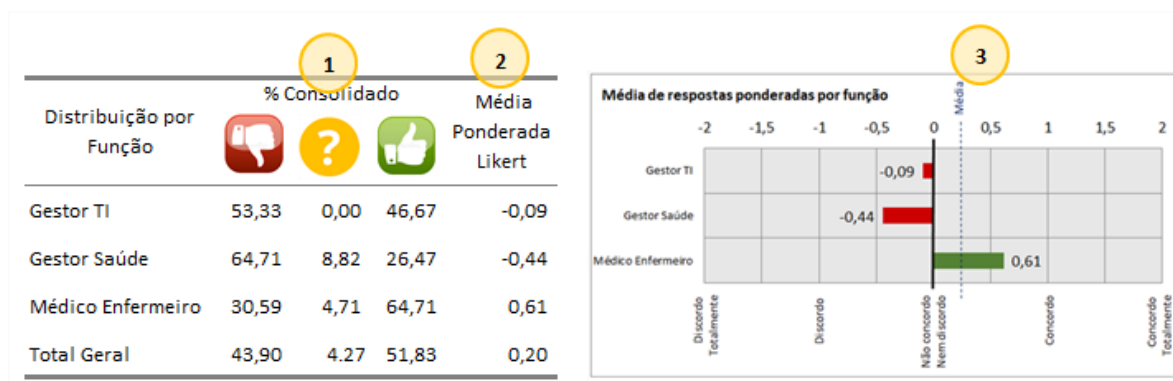 1
2
3
Distribuição por
Função
% Consolidado
?
Média
Ponderada
Likert
Gestor TI 53,33 0,00 46,67 -0,09
Gestor Saúde 64,71 8,82 26,47 -0,44
Médico Enfermeiro 30,59 4,71 64,71 0,61
Total Geral 43,90 4.27 51,83 0,20
Média de respostas ponderadas por função
Média
-2 -1,5 -1 -0,5 0 0,5 1 1,5 2
Gestor TI -0,09
Gestor Saúde -0,44
Médico Enfermeiro 0,61
Discordo
Totalmente
Discordo
Não concordo
Nem discordo
Concordo
Concordo
Totalmente